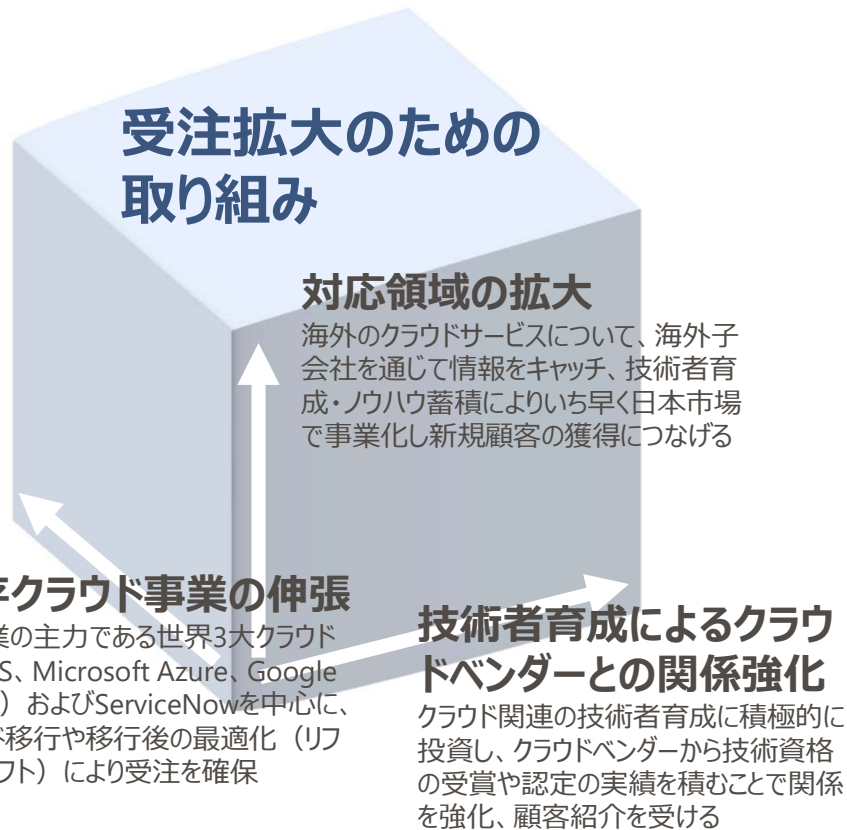 受注拡大のための
取り組み
対応領域の拡大
海外のクラウドサービスについて、海外子
会社を通じて情報をキャッチ、技術者育
成・ノウハウ蓄積によりいち早く日本市場
で事業化し新規顧客の獲得につなげる
クラウド事業の伸張
業の主力である世界3大クラウド
S、Microsoft Azure、Google
）およびServiceNowを中心に、
移行や移行後の最適化（リフ
フト）により受注を確保
技術者育成によるクラウ
ドベンダーとの関係強化
クラウド関連の技術者育成に積極的に
投資し、クラウドベンダーから技術資格
の受賞や認定の実績を積むことで関係
を強化、顧客紹介を受ける